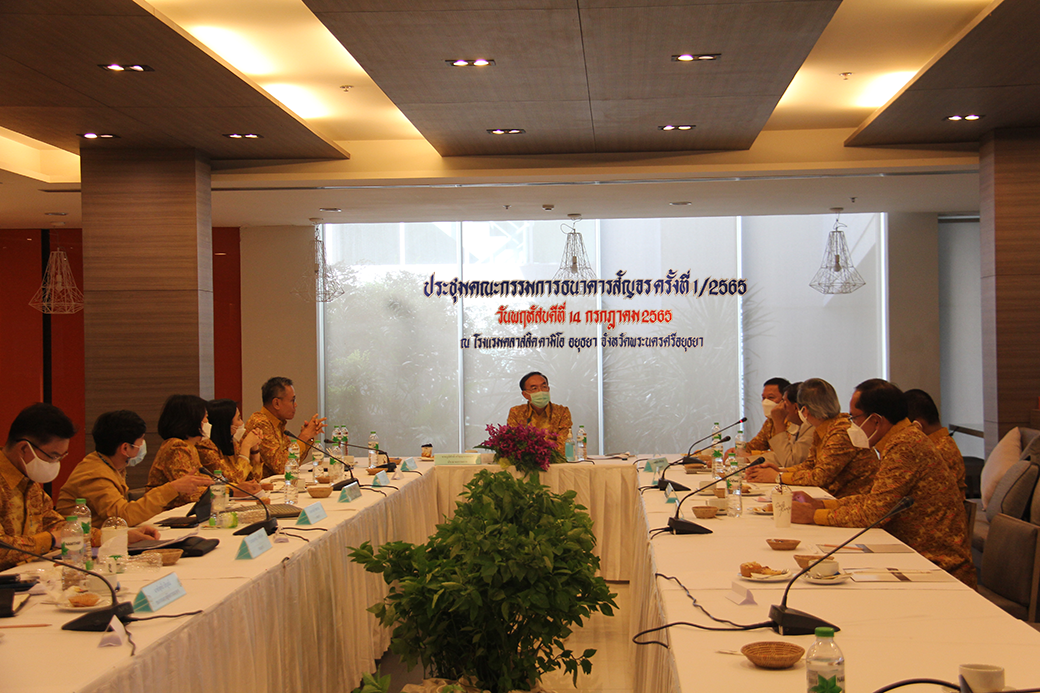 ประชุมคณะกรรมการธนาคารสัญจร ครั้งที่ 1/2565
วันพฤหัสบดีที่ 14 กรกฎาคม 2565
ณ โรงแรมคลาสสิค คามิโอ อยุธยา จังหวัดพระนครศรีอยุธยา